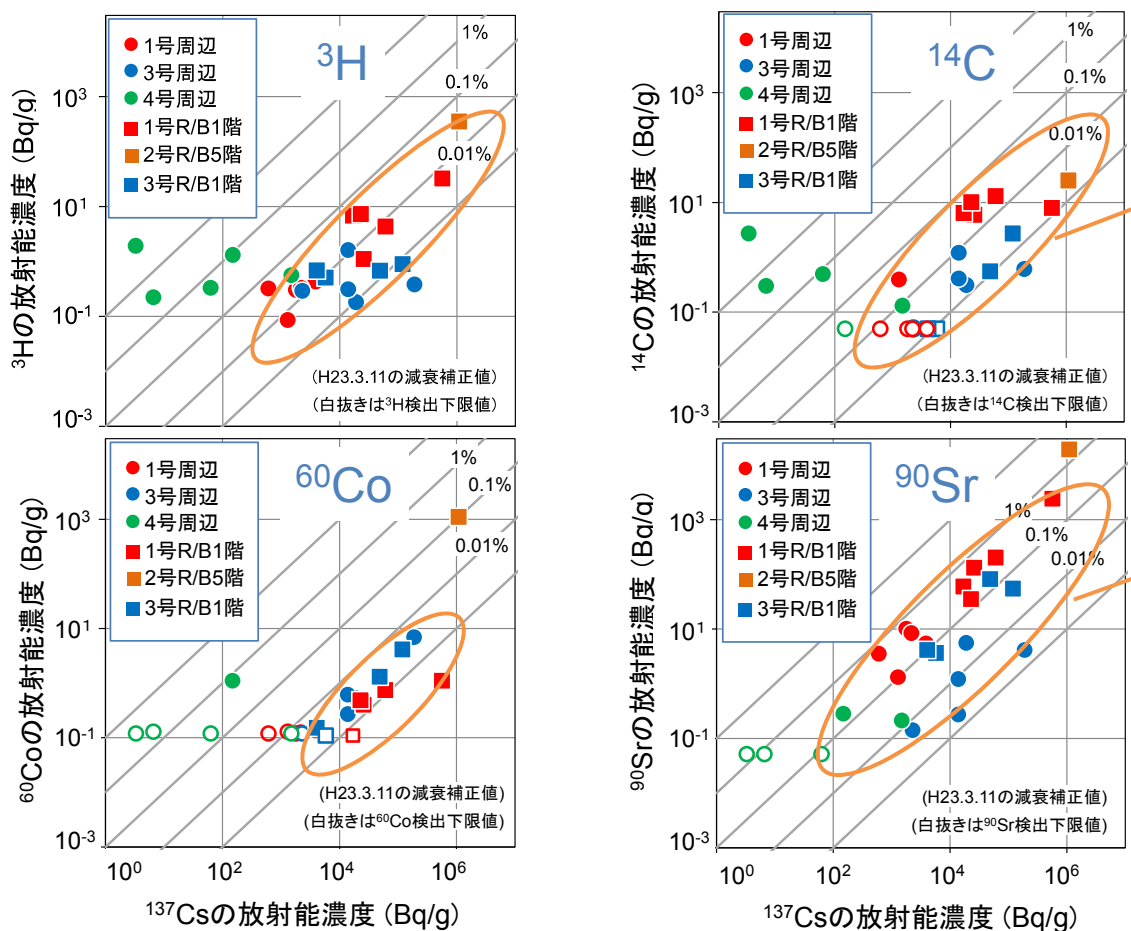 1号周辺
3号周辺
4号周辺
1号R/B1階
2号R/B5階
3号R/B1階
³H
1%
0.1%
0.01%
10³
10¹
10⁻¹
10⁻³
³Hの放射能濃度 (Bq/g)
(H23.3.11の減衰補正値)
(白抜きは³H検出下限値)
1号周辺
3号周辺
4号周辺
1号R/B1階
2号R/B5階
3号R/B1階
¹⁴C
1%
0.1%
0.01%
10³
10¹
10⁻¹
10⁻³
¹⁴Cの放射能濃度 (Bq/g)
(H23.3.11の減衰補正値)
(白抜きは¹⁴C検出下限値)
1号周辺
3号周辺
4号周辺
1号R/B1階
2号R/B5階
3号R/B1階
⁶⁰Co
1%
0.1%
0.01%
10³
10¹
10⁻¹
10⁻³
⁶⁰Coの放射能濃度 (Bq/g)
(H23.3.11の減衰補正値)
(白抜きは⁶⁰Co検出下限値)
10⁰
10²
10⁴
10⁶
¹³⁷Csの放射能濃度 (Bq/g)
1号周辺
3号周辺
4号周辺
1号R/B1階
2号R/B5階
3号R/B1階
⁹⁰Sr
1%
0.1%
0.01%
10³
10¹
10⁻¹
10⁻³
⁹⁰Srの放射能濃度 (Bq/g)
(H23.3.11の減衰補正値)
(白抜きは⁹⁰Sr検出下限値)
10⁰
10²
10⁴
10⁶
¹³⁷Csの放射能濃度 (Bq/g)